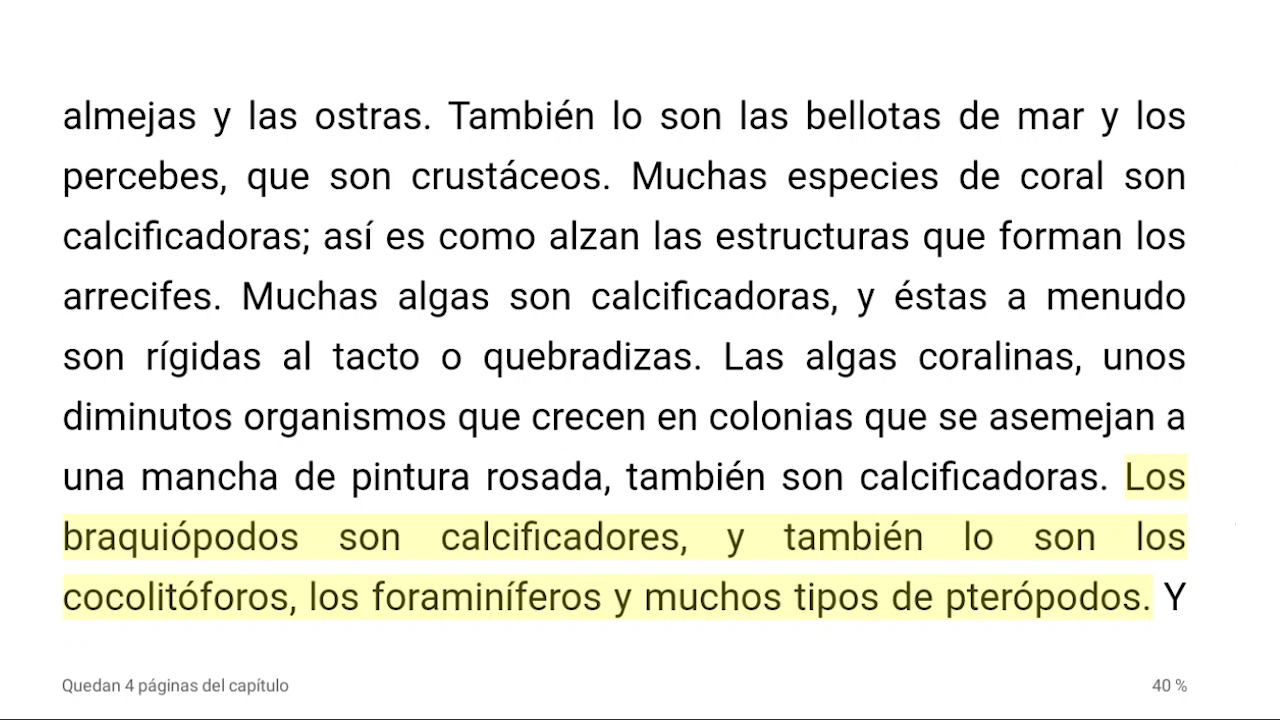 almejas y las ostras. También lo son las bellotas de mar y los
percebes, que son crustáceos. Muchas especies de coral son
calcificadoras; así es como alzan las estructuras que forman los
arrecifes. Muchas algas son calcificadoras, y éstas a menudo
son rígidas al tacto o quebradizas. Las algas coralinas, unos
diminutos organismos que crecen en colonias que se asemejan a
una mancha de pintura rosada, también son calcificadoras. Los
braquiópodos son calcificadores, y también lo son los
cocolitóforos, los foraminíferos y muchos tipos de pterópodos. Y
Quedan 4 páginas del capítulo
40 %